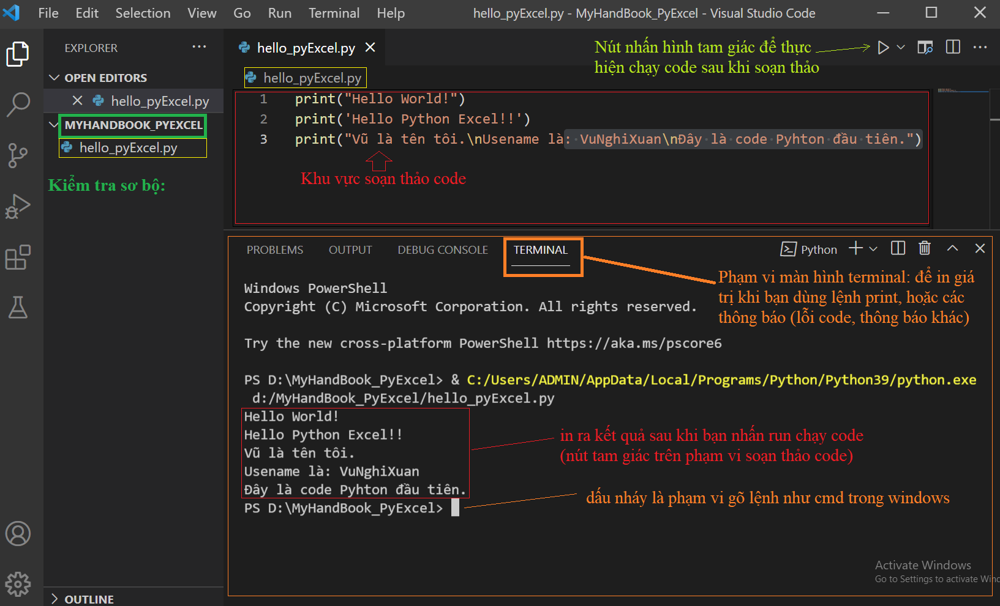 File Edit Selection View Go Run Terminal Help hello_pyExcel.py - MyHandBook_PyExcel - Visual Studio Code
EXPLORER
OPEN EDITORS
hello_pyExcel.py
MYHANDBOOK_PYEXCEL
hello_pyExcel.py
Kiểm tra sơ bộ:
OUTLINE
hello_pyExcel.py
Nút nhấn hình tam giác để thực
hiện chạy code sau khi soạn thảo
hello_pyExcel.py
1 print("Hello World!")
2 print('Hello Python Excel!!')
3 print("Vũ là tên tôi.\nUsename là: VuNghiXuan\nĐây là code Pyhton đầu tiên.")
Khu vực soạn thảo code
PROBLEMS OUTPUT DEBUG CONSOLE TERMINAL Python
Phạm vi màn hình terminal: để in giá
trị khi bạn dùng lệnh print, hoặc các
thông báo (lỗi code, thông báo khác)
Windows PowerShell
Copyright (C) Microsoft Corporation. All rights reserved.
Try the new cross-platform PowerShell https://aka.ms/pscore6
PS D:\MyHandBook_PyExcel> & C:/Users/ADMIN/AppData/Local/Programs/Python/Python39/python.exe
d:/MyHandBook_PyExcel/hello_pyExcel.py
Hello World!
Hello Python Excel!!
Vũ là tên tôi.
Usename là: VuNghiXuan
Đây là code Pyhton đầu tiên.
PS D:\MyHandBook_PyExcel>
in ra kết quả sau khi bạn nhấn run chạy code
(nút tam giác trên phạm vi soạn thảo code)
dấu nháy là phạm vi gõ lệnh như cmd trong windows
Activate Windows
Go to Settings to activate Win